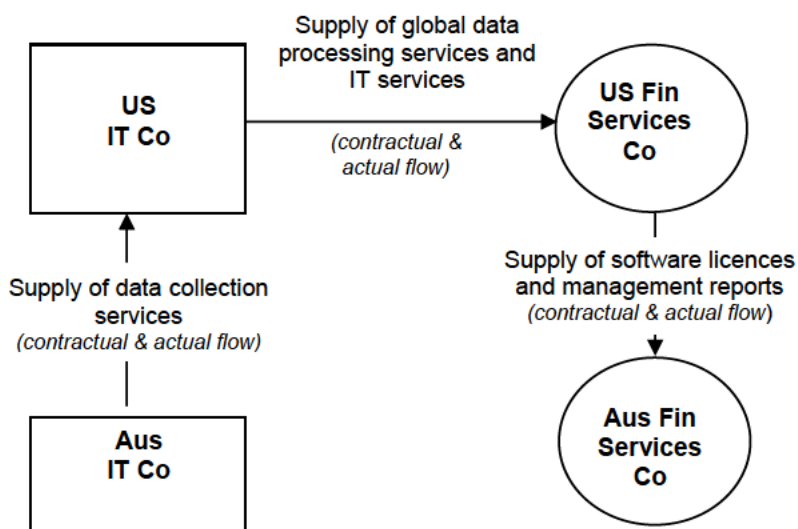 Supply of global data
processing services and
IT services
US
IT Co
(contractual &
actual flow)
US Fin
Services
Co
Supply of data collection
services
(contractual & actual flow)
Supply of software licences
and management reports
(contractual & actual flow)
Aus
IT Co
Aus Fin
Services
Co